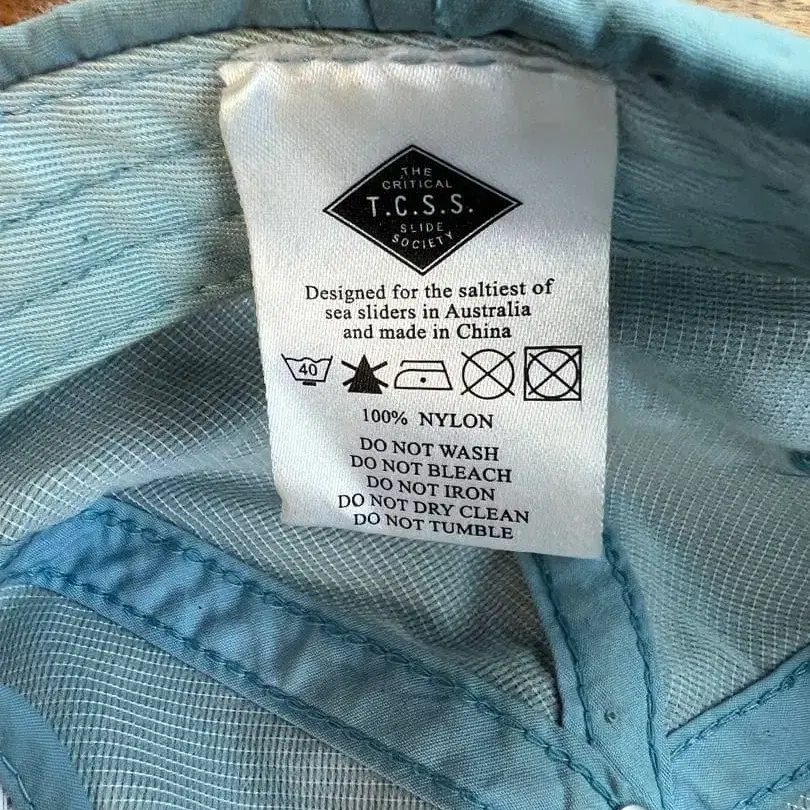 THE
CRITICAL
T.C.S.S.
SLIDE
SOCIETY
Designed for the saltiest of
sea sliders in Australia
and made in China
40
100% NYLON
DO NOT WASH
DO NOT BLEACH
DO NOT IRON
DO NOT DRY CLEAN
DO NOT TUMBLE